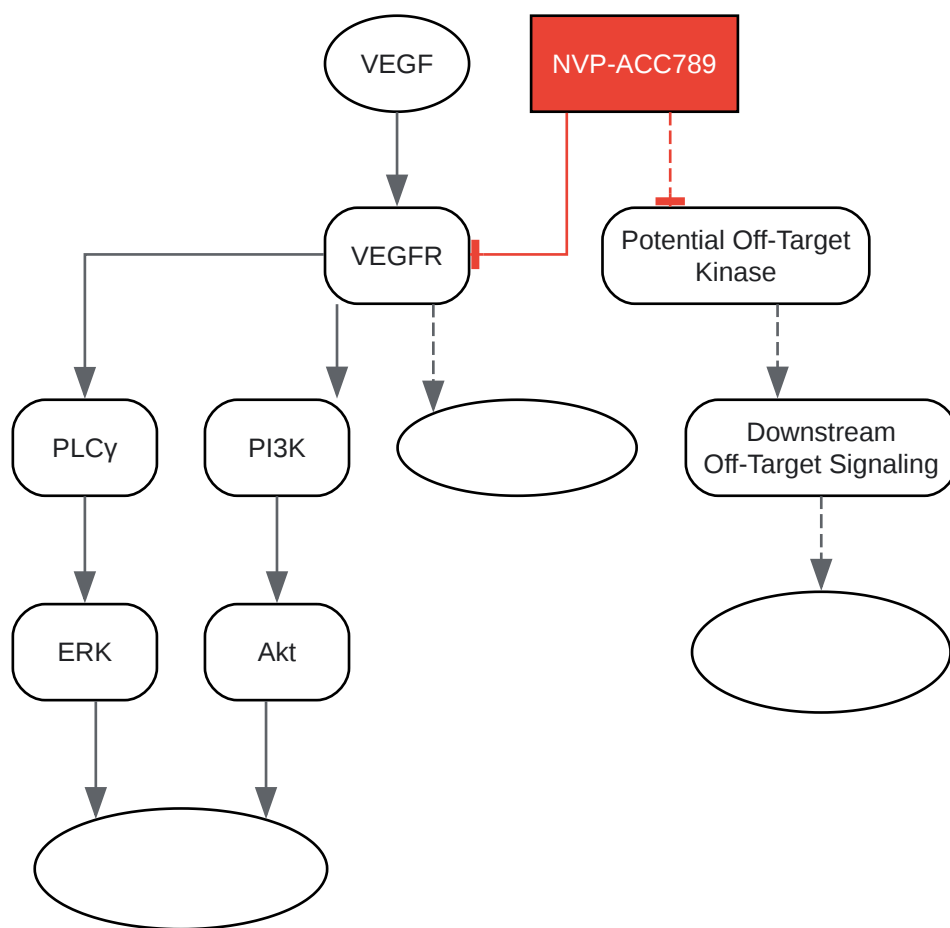 VEGF
NVP-ACC789
VEGFR
Potential Off-Target
Kinase
PLCγ
PI3K
Downstream
Off-Target Signaling
ERK
Akt